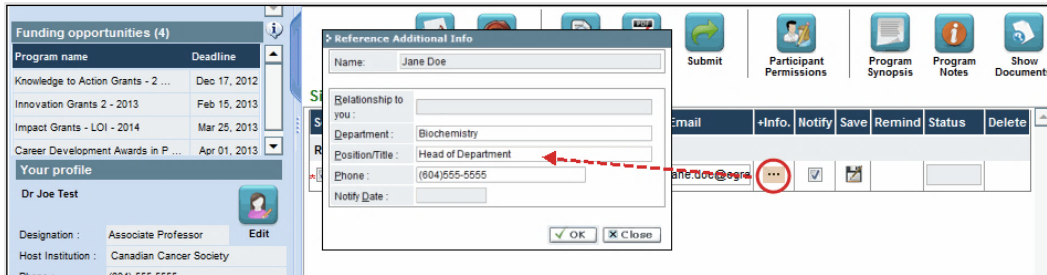 Funding opportunities (4)
Program name Deadline
Knowledge to Action Grants - 2 ... Dec 17, 2012
Innovation Grants 2 - 2013 Feb 15, 2013
Impact Grants - LOI - 2014 Mar 25, 2013
Career Development Awards in P ... Apr 01, 2013
Your profile
Dr Joe Test
Edit
Designation : Associate Professor
Host Institution : Canadian Cancer Society
Reference Additional Info
Name: Jane Doe
Relationship to
you :
Department : Biochemistry
Position/Title : Head of Department
Phone : (604)555-5555
Notify Date :
OK Close
Submit
Participant
Permissions
Program
Synopsis
Program
Notes
Show
Document
Email +Info. Notify Save Remind Status Delete
ane.doe@ogra ...